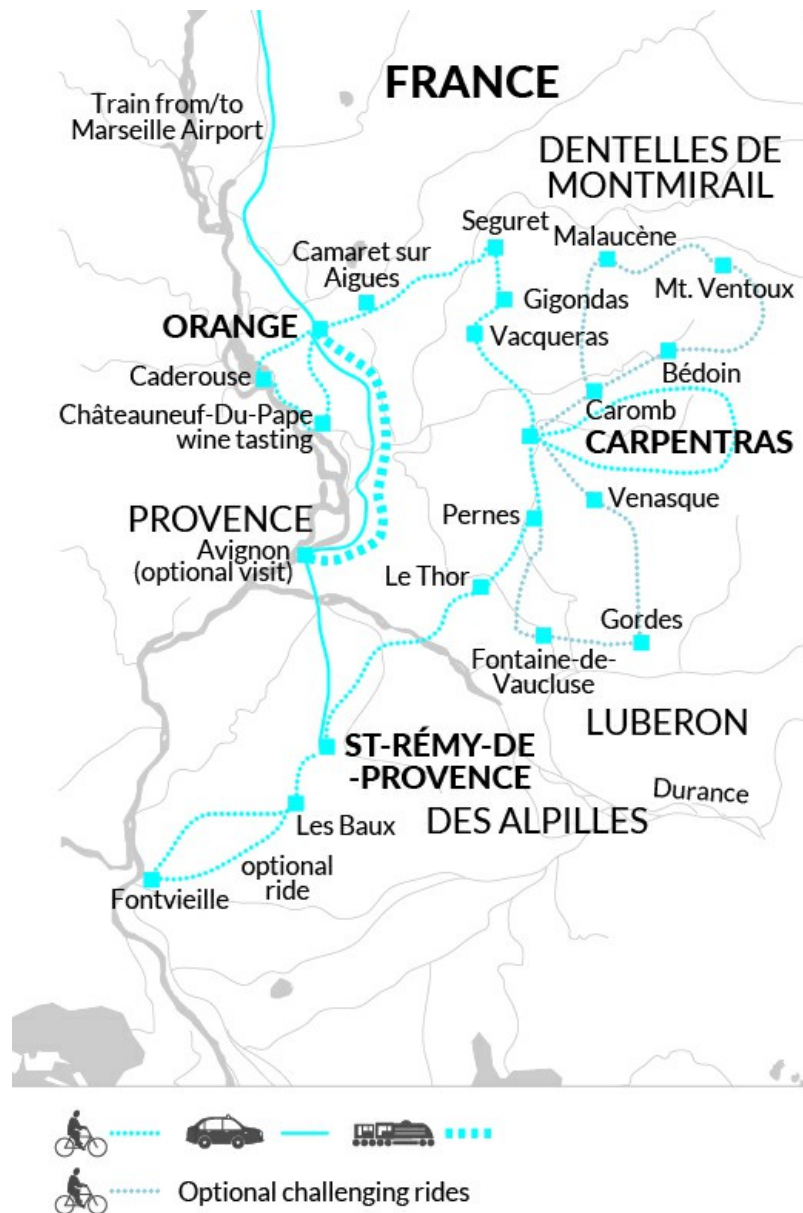 FRANCE
Train from/to
Marseille Airport
DENTELLES DE
MONTMIRAIL
Seguret
Malaucène
Camaret sur
Aigues
Mt. Ventoux
Gigondas
ORANGE
Vacqueras
Caderouse
Bédoin
Châteauneuf-Du-Pape
wine tasting
Caromb
CARPENTRAS
Venasque
Pernes
PROVENCE
Avignon
(optional visit)
Le Thor
Gordes
Fontaine-de-
Vaucluse
LUBERON
ST-RÉMY-DE
-PROVENCE
Durance
Les Baux
DES ALPILLES
optional
ride
Fontvieille
Optional challenging rides